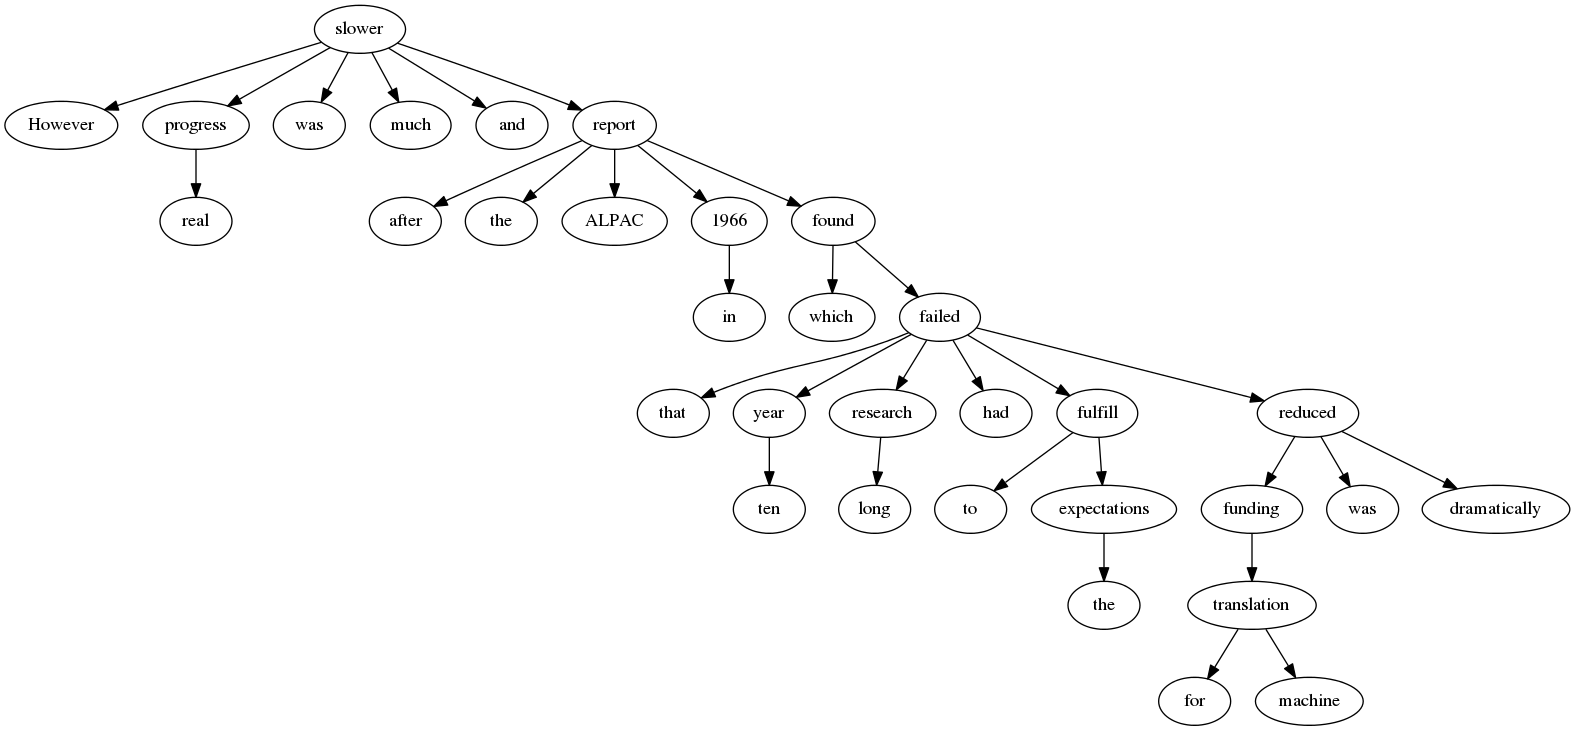 slower
However progress was much and report
real after the ALPAC 1966 found
in which failed
that year research had fulfill reduced
ten long to expectations funding was dramatically
the translation
for machine